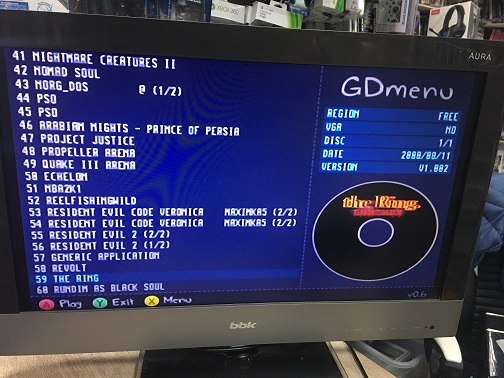 XBOX 360
AURA
41 NIGHTMARE CREATURES II
42 NOMAD SOUL
43 NORG_DOS @ (1/2)
44 PSO
45 PSO
46 ARABIAN NIGHTS - PRINCE OF PERSIA
47 PROJECT JUSTICE
48 PROPELLER ARENA
49 QUAKE III ARENA
50 ECHELOM
51 NBA2K1
52 REELFISHINGWILD
53 RESIDENT EVIL CODE VERONICA MAXIMKA5 (2/2)
54 RESIDENT EVIL CODE VERONICA MAXIMKA5 (2/2)
55 RESIDENT EVIL 2 (2/2)
56 RESIDENT EVIL 2 (1/2)
57 GENERIC APPLICATION
58 REVOLT
59 THE RING
60 RUNDIM AS BLACK SOUL
A Play Y Exit X Menu
GDmenu
REGION FREE
VGA NO
DISC 1/1
DATE 2000/08/11
VERSION V1.002
the Ring.
v0.6
bbk